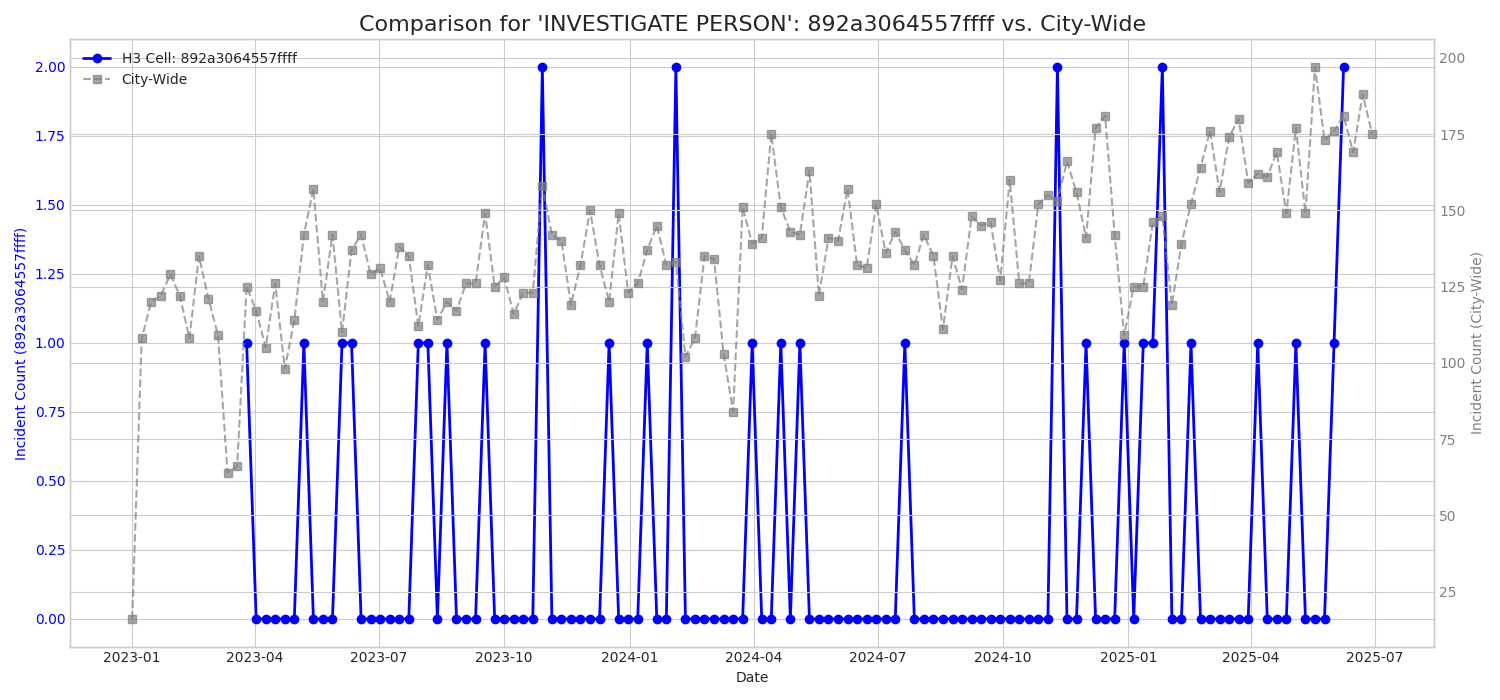 Comparison for 'INVESTIGATE PERSON': 892a3064557ffff vs. City-Wide
H3 Cell: 892a3064557ffff
City-Wide
Incident Count (892a3064557ffff)
2.00
1.75
1.50
1.25
1.00
0.75
0.50
0.25
0.00
200
175
150
125
100
75
50
25
Incident Count (City-Wide)
2023-01 2023-04 2023-07 2023-10 2024-01 2024-04 2024-07 2024-10 2025-01 2025-04 2025-07
Date